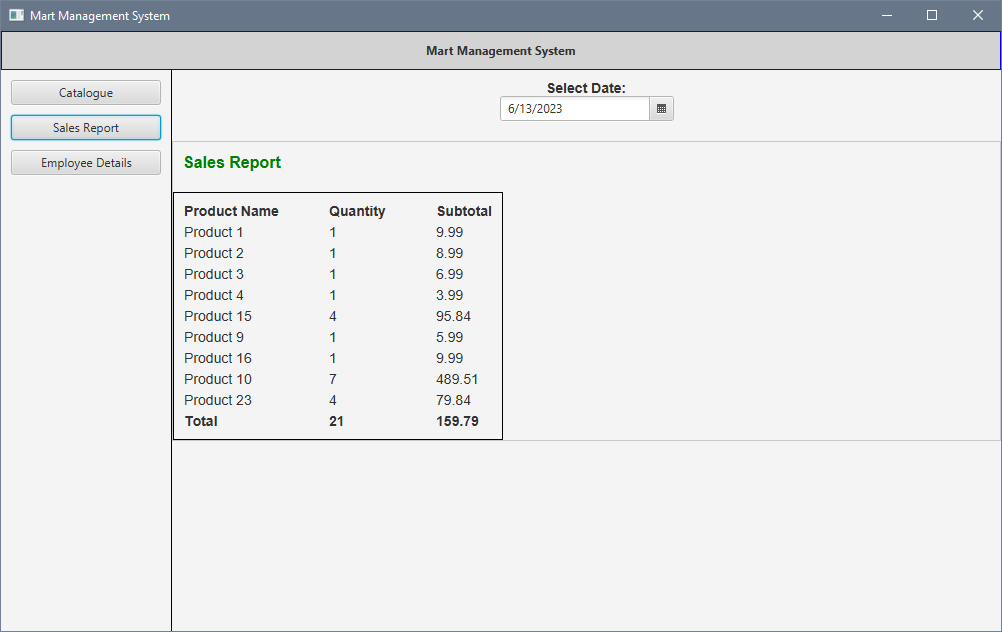 Mart Management System
Mart Management System
Catalogue
Sales Report
Employee Details
Select Date:
6/13/2023
Sales Report
Product Name Quantity Subtotal
Product 1 1 9.99
Product 2 1 8.99
Product 3 1 6.99
Product 4 1 3.99
Product 15 4 95.84
Product 9 1 5.99
Product 16 1 9.99
Product 10 7 489.51
Product 23 4 79.84
Total 21 159.79